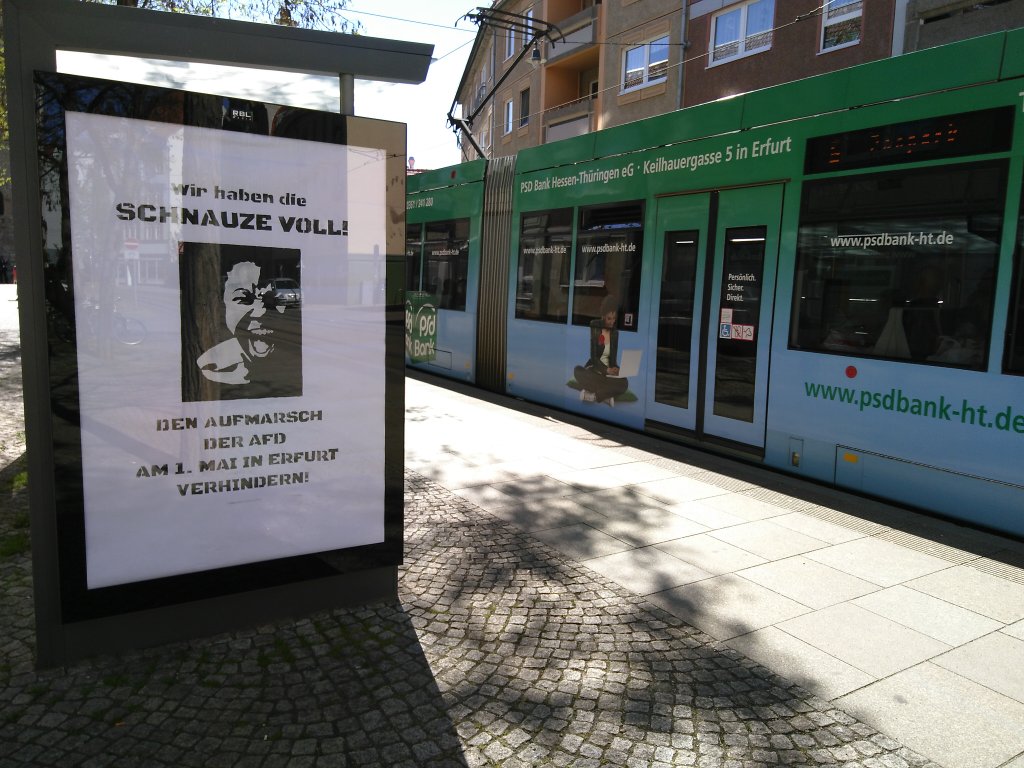 RBL
Wir haben die
SCHNAUZE VOLL!
DEN AUFMARSCH
DER AFD
AM 1. MAI IN ERFURT
VERHINDERN!
PSD Bank Hessen-Thüringen eG · Keilhauergasse 5 in Erfurt
www.psdbank-ht.de
www.psdbank-ht.de
www.psdbank-ht.de
Persönlich.
Sicher.
Direkt.
psd
Bank
www.psdbank-ht.de